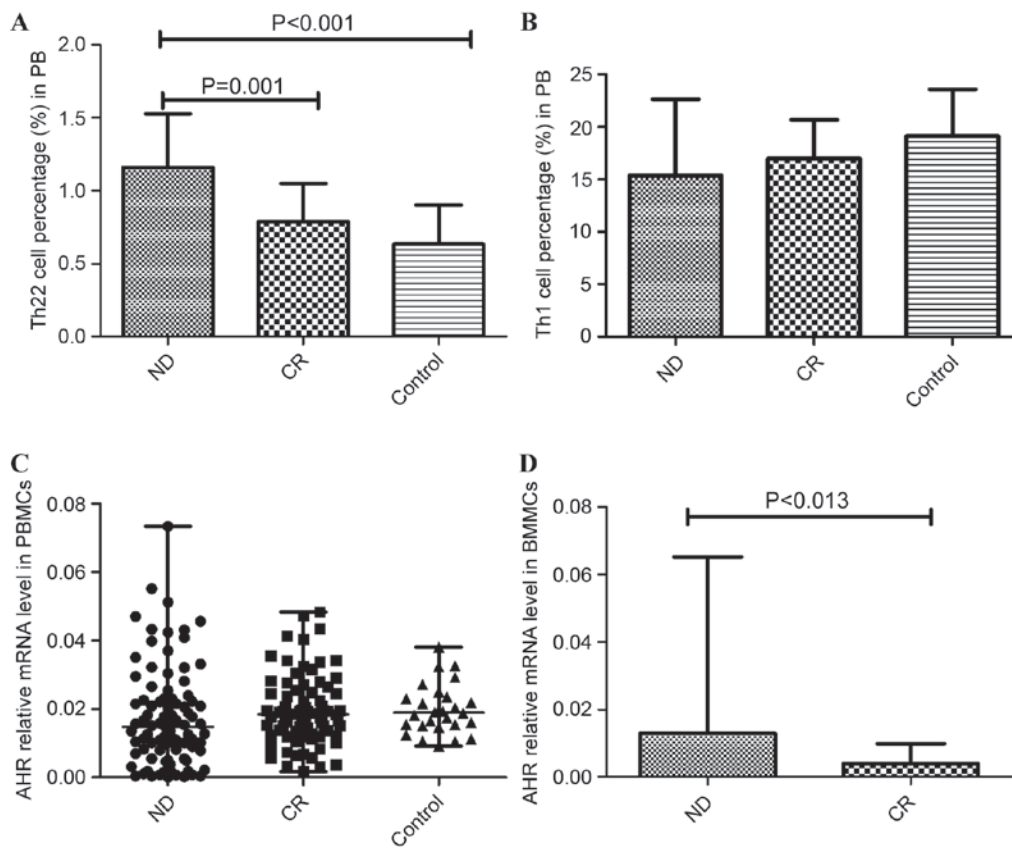 A
P<0.001
P=0.001
Th22 cell percentage (%) in PB
2.0
1.5
1.0
0.5
0.0
ND
CR
Control
B
Th1 cell percentage (%) in PB
25
20
15
10
5
0
ND
CR
Control
C
AHR relative mRNA level in PBMCs
0.08
0.06
0.04
0.02
0.00
ND
CR
Control
D
P<0.013
AHR relative mRNA level in BMMCs
0.08
0.06
0.04
0.02
0.00
ND
CR